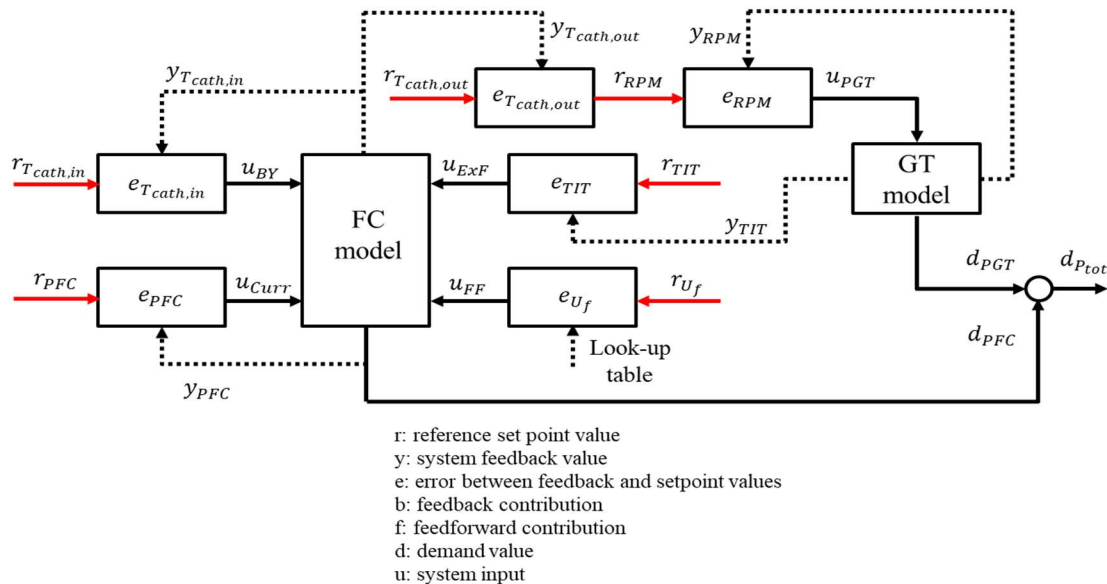 y_{T_{cath,out}}
y_{RPM}
y_{T_{cath,in}}
r_{T_{cath,out}}
e_{T_{cath,out}}
r_{RPM}
e_{RPM}
u_{PGT}
r_{T_{cath,in}}
e_{T_{cath,in}}
u_{BY}
FC
model
u_{ExF}
e_{TIT}
r_{TIT}
y_{TIT}
GT
model
r_{PFC}
e_{PFC}
u_{Curr}
u_{FF}
e_{U_f}
r_{U_f}
d_{PGT}
d_{P_{tot}}
d_{PFC}
Look-up
table
y_{PFC}
r: reference set point value
y: system feedback value
e: error between feedback and setpoint values
b: feedback contribution
f: feedforward contribution
d: demand value
u: system input